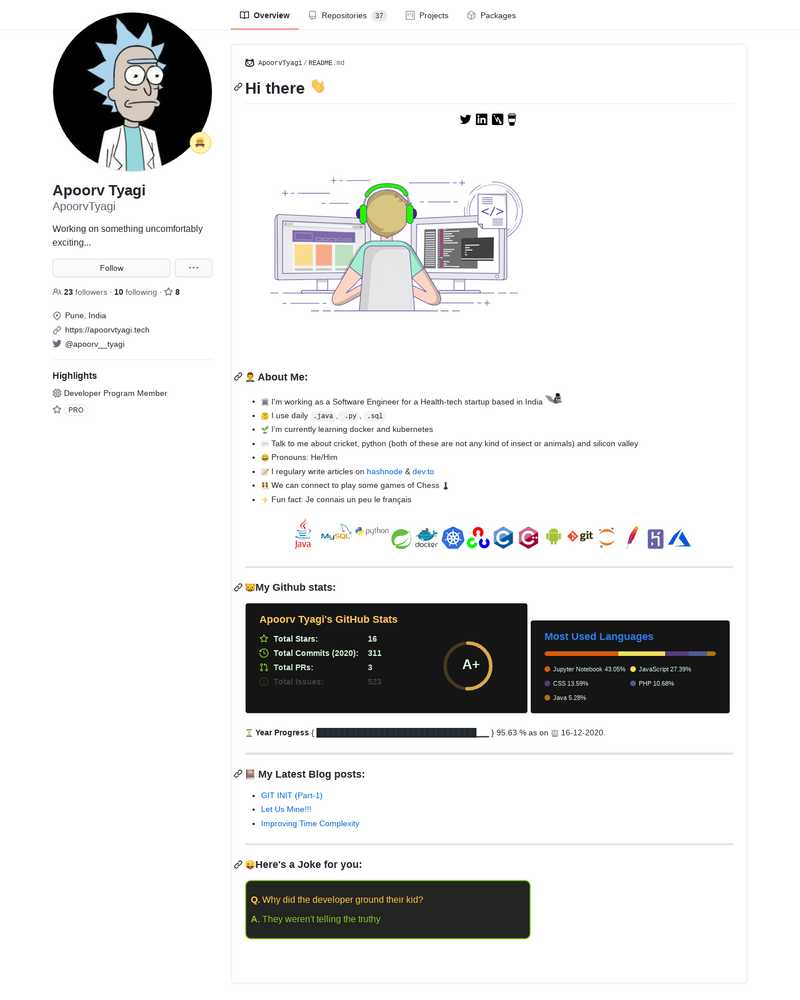 Overview
Repositories 37
Projects
Packages
Apoorv Tyagi
ApoorvTyagi
Working on something uncomfortably
exciting...
Follow
23 followers · 10 following · 8
Pune, India
https://apoorvtyagi.tech
@apoorv__tyagi
Highlights
Developer Program Member
PRO
ApoorvTyagi / README.md
Hi there 👋
</>
About Me:
I'm working as a Software Engineer for a Health-tech startup based in India
I use daily .java, .py, .sql
I'm currently learning docker and kubernetes
Talk to me about cricket, python (both of these are not any kind of insect or animals) and silicon valley
Pronouns: He/Him
I regulary write articles on hashnode & dev.to
We can connect to play some games of Chess
Fun fact: Je connais un peu le français
Java MySQL python docker C C++ git
My Github stats:
Apoorv Tyagi's GitHub Stats
Total Stars: 16
Total Commits (2020): 311
Total PRs: 3
Total Issues: 523
A+
Most Used Languages
Jupyter Notebook 43.05% JavaScript 27.39%
CSS 13.59% PHP 10.68%
Java 5.28%
Year Progress { } 95.63 % as on 16-12-2020.
My Latest Blog posts:
GIT INIT (Part-1)
Let Us Mine!!!
Improving Time Complexity
Here's a Joke for you:
Q. Why did the developer ground their kid?
A. They weren't telling the truthy